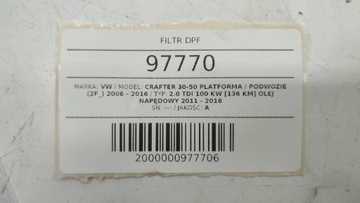 FILTR DPF
97770
MARKA: VW / MODEL: CRAFTER 30-50 PLATFORMA / PODWOZIE
(2F_) 2006 - 2016 / TYP: 2.0 TDI 100 KW [136 KM] OLEJ
NAPĘDOWY 2011 - 2016
SN: --- / JAKOŚĆ: A
2000000977706